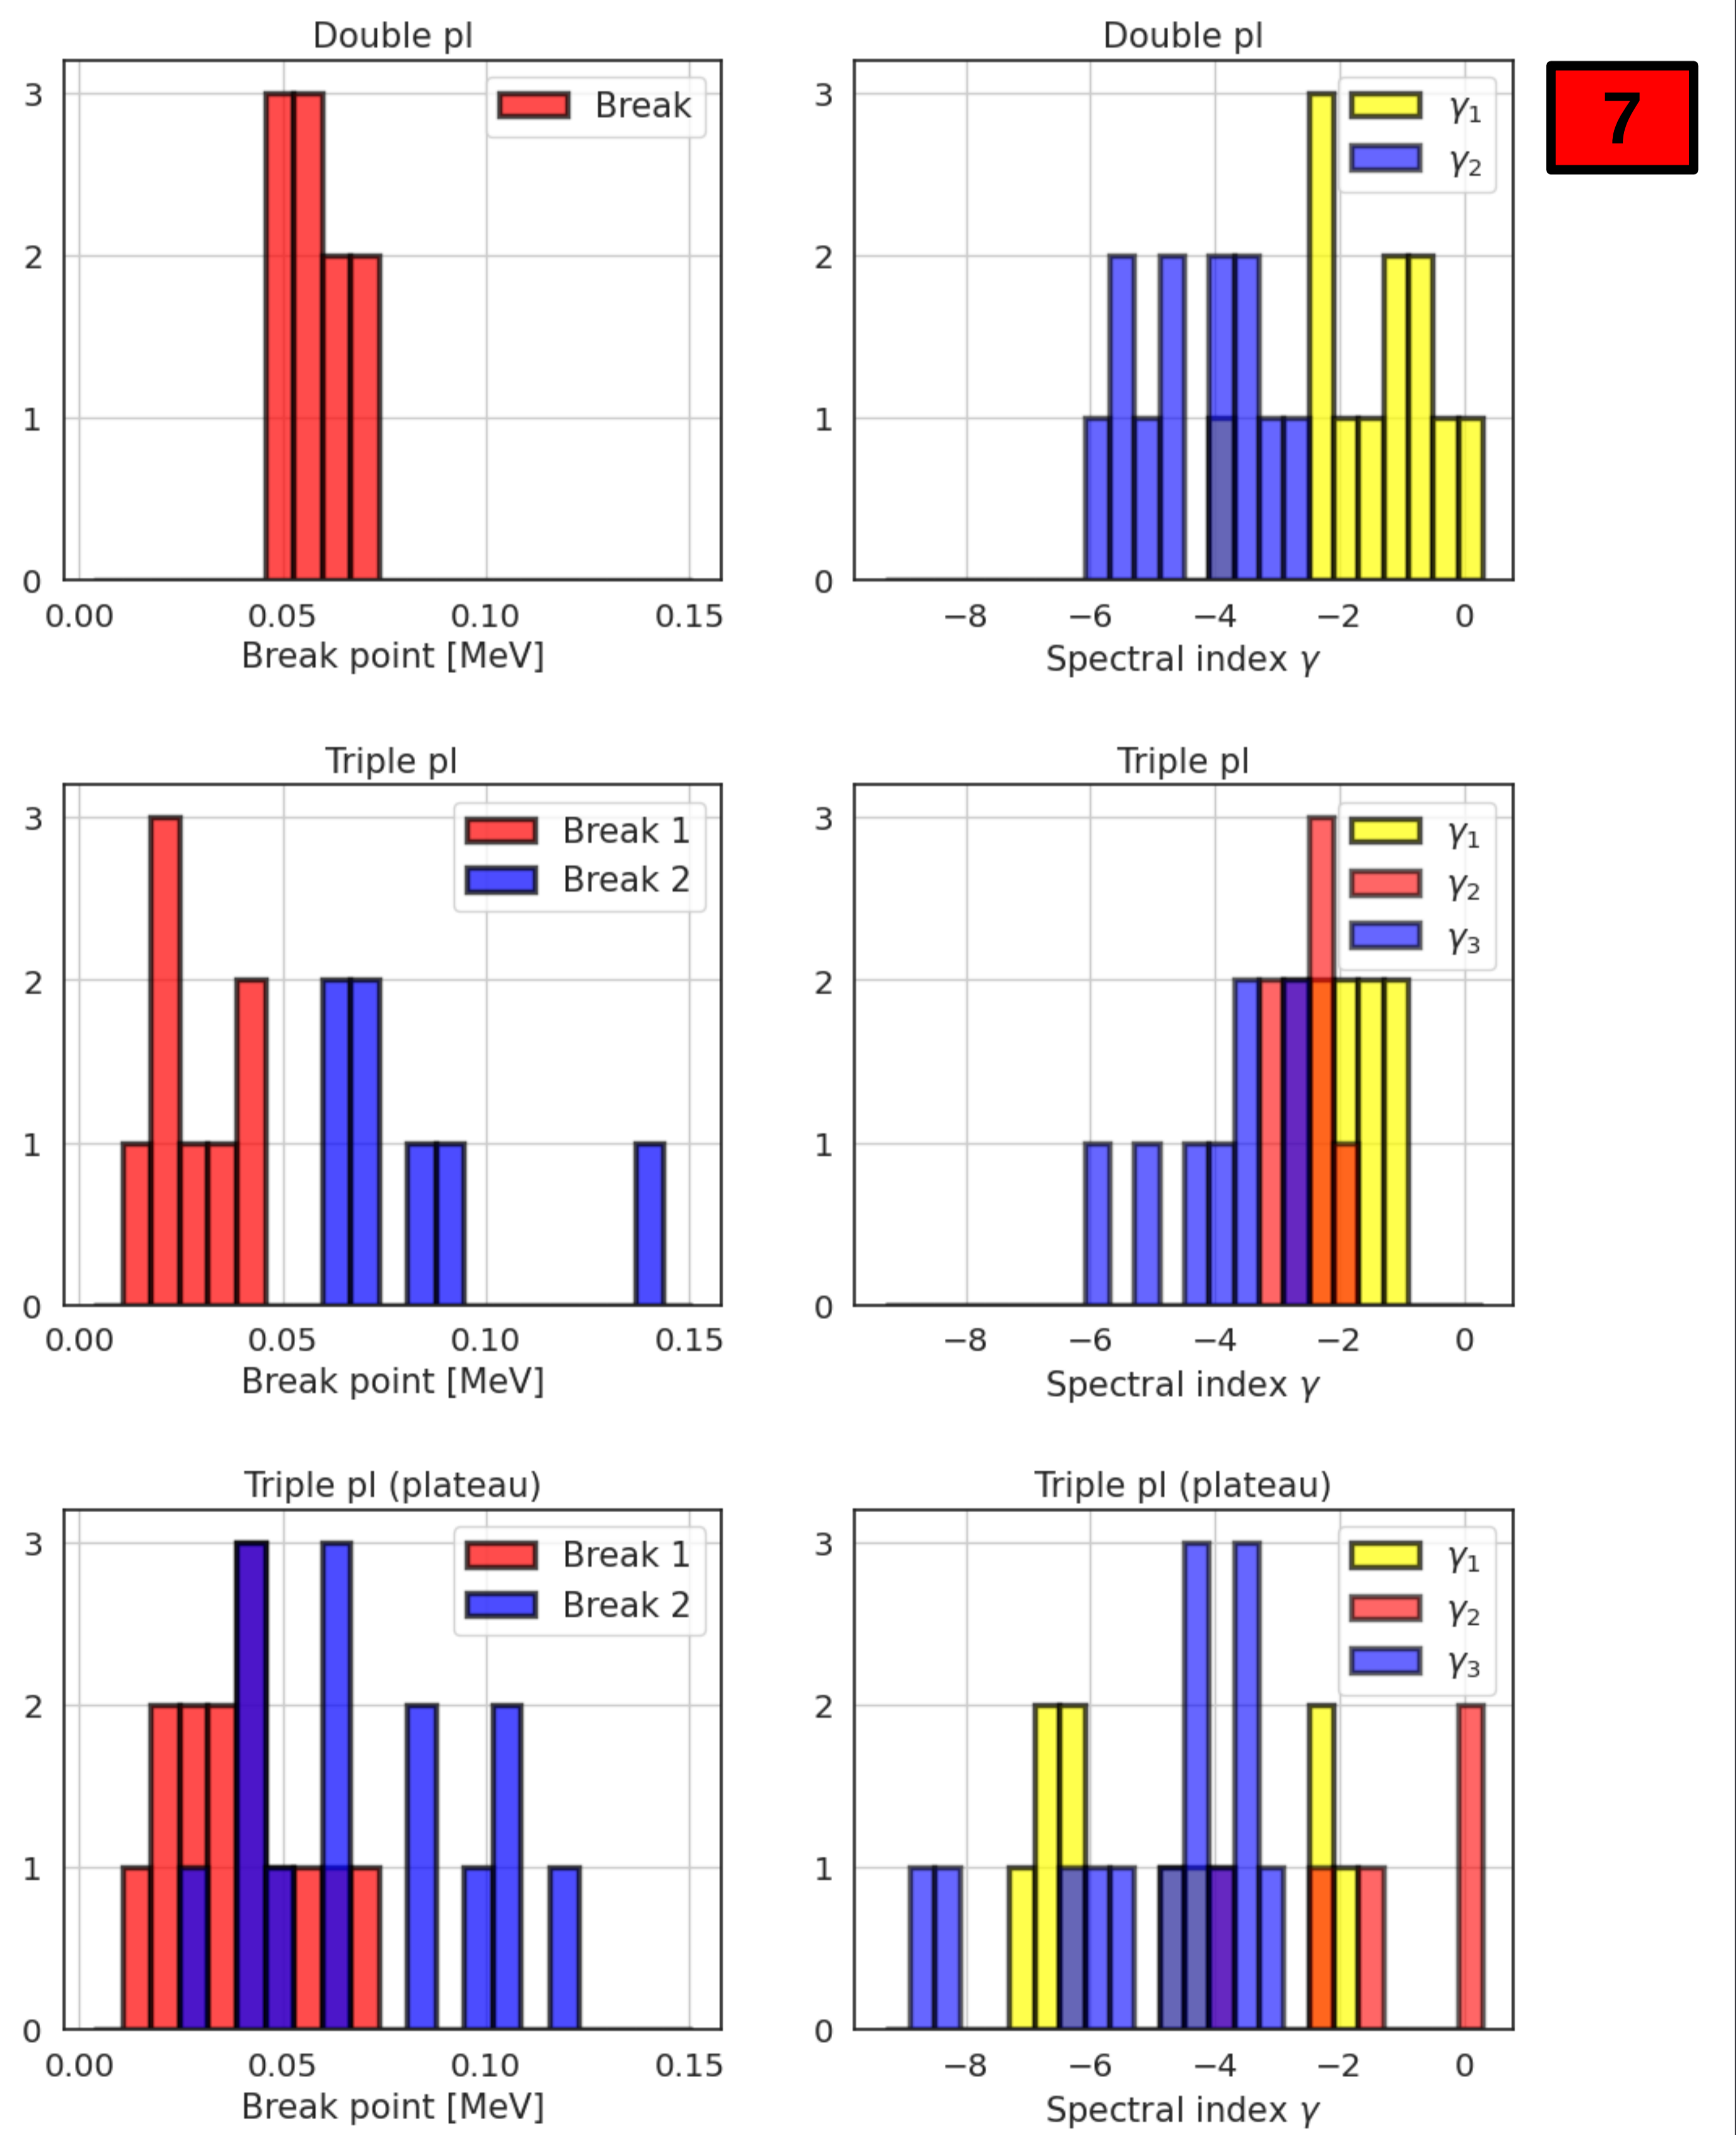 Double pl
3
2
1
0
Break
0.00 0.05 0.10 0.15
Break point [MeV]
Double pl
3
2
1
0
γ₁
γ₂
−8 −6 −4 −2 0
Spectral index γ
7
Triple pl
3
2
1
0
Break 1
Break 2
0.00 0.05 0.10 0.15
Break point [MeV]
Triple pl
3
2
1
0
γ₁
γ₂
γ₃
−8 −6 −4 −2 0
Spectral index γ
Triple pl (plateau)
3
2
1
0
Break 1
Break 2
0.00 0.05 0.10 0.15
Break point [MeV]
Triple pl (plateau)
3
2
1
0
γ₁
γ₂
γ₃
−8 −6 −4 −2 0
Spectral index γ